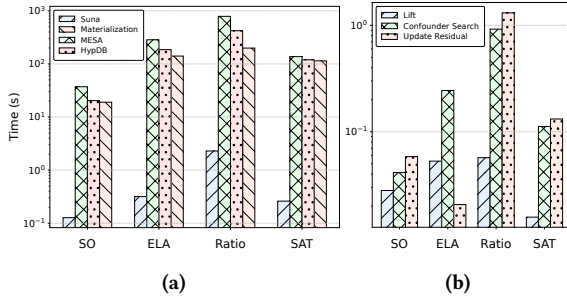 Suna
Materialization
MESA
HypDB
Time (s)
10³
10²
10¹
10⁰
10⁻¹
SO ELA Ratio SAT
(a)
Lift
Confounder Search
Update Residual
10⁰
10⁻¹
SO ELA Ratio SAT
(b)